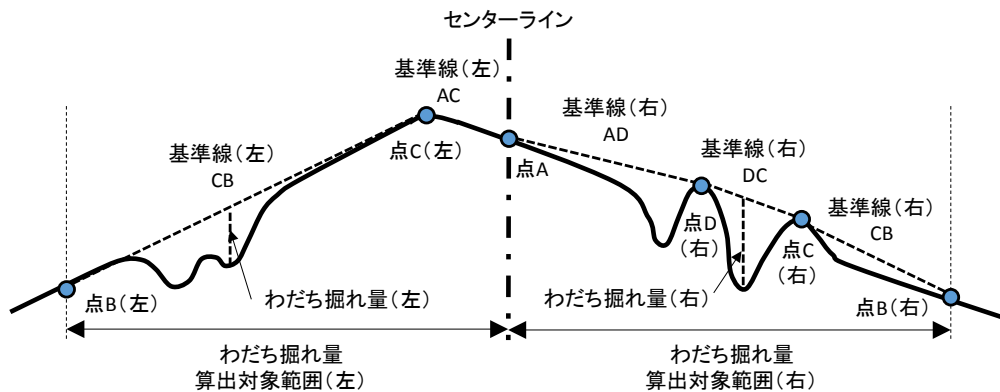 センターライン
基準線（左）
AC
基準線（右）
AD
基準線（左）
CB
点C（左）
点A
基準線（右）
DC
基準線（右）
CB
点D
（右）
点C
（右）
点B（左）
わだち掘れ量（左）
わだち掘れ量（右）
点B（右）
わだち掘れ量
算出対象範囲（左）
わだち掘れ量
算出対象範囲（右）